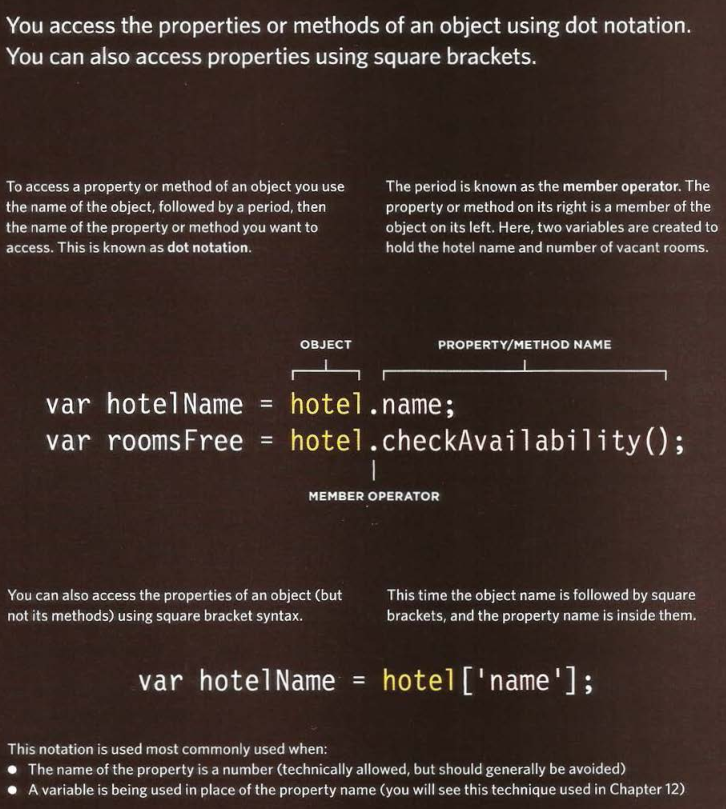 You access the properties or methods of an object using dot notation.
You can also access properties using square brackets.
To access a property or method of an object you use
the name of the object, followed by a period, then
the name of the property or method you want to
access. This is known as dot notation.
The period is known as the member operator. The
property or method on its right is a member of the
object on its left. Here, two variables are created to
hold the hotel name and number of vacant rooms.
OBJECT
PROPERTY/METHOD NAME
var hotelName = hotel.name;
var roomsFree = hotel.checkAvailability();
MEMBER OPERATOR
You can also access the properties of an object (but
not its methods) using square bracket syntax.
This time the object name is followed by square
brackets, and the property name is inside them.
var hotelName = hotel['name'];
This notation is used most commonly used when:
● The name of the property is a number (technically allowed, but should generally be avoided)
● A variable is being used in place of the property name (you will see this technique used in Chapter 12)